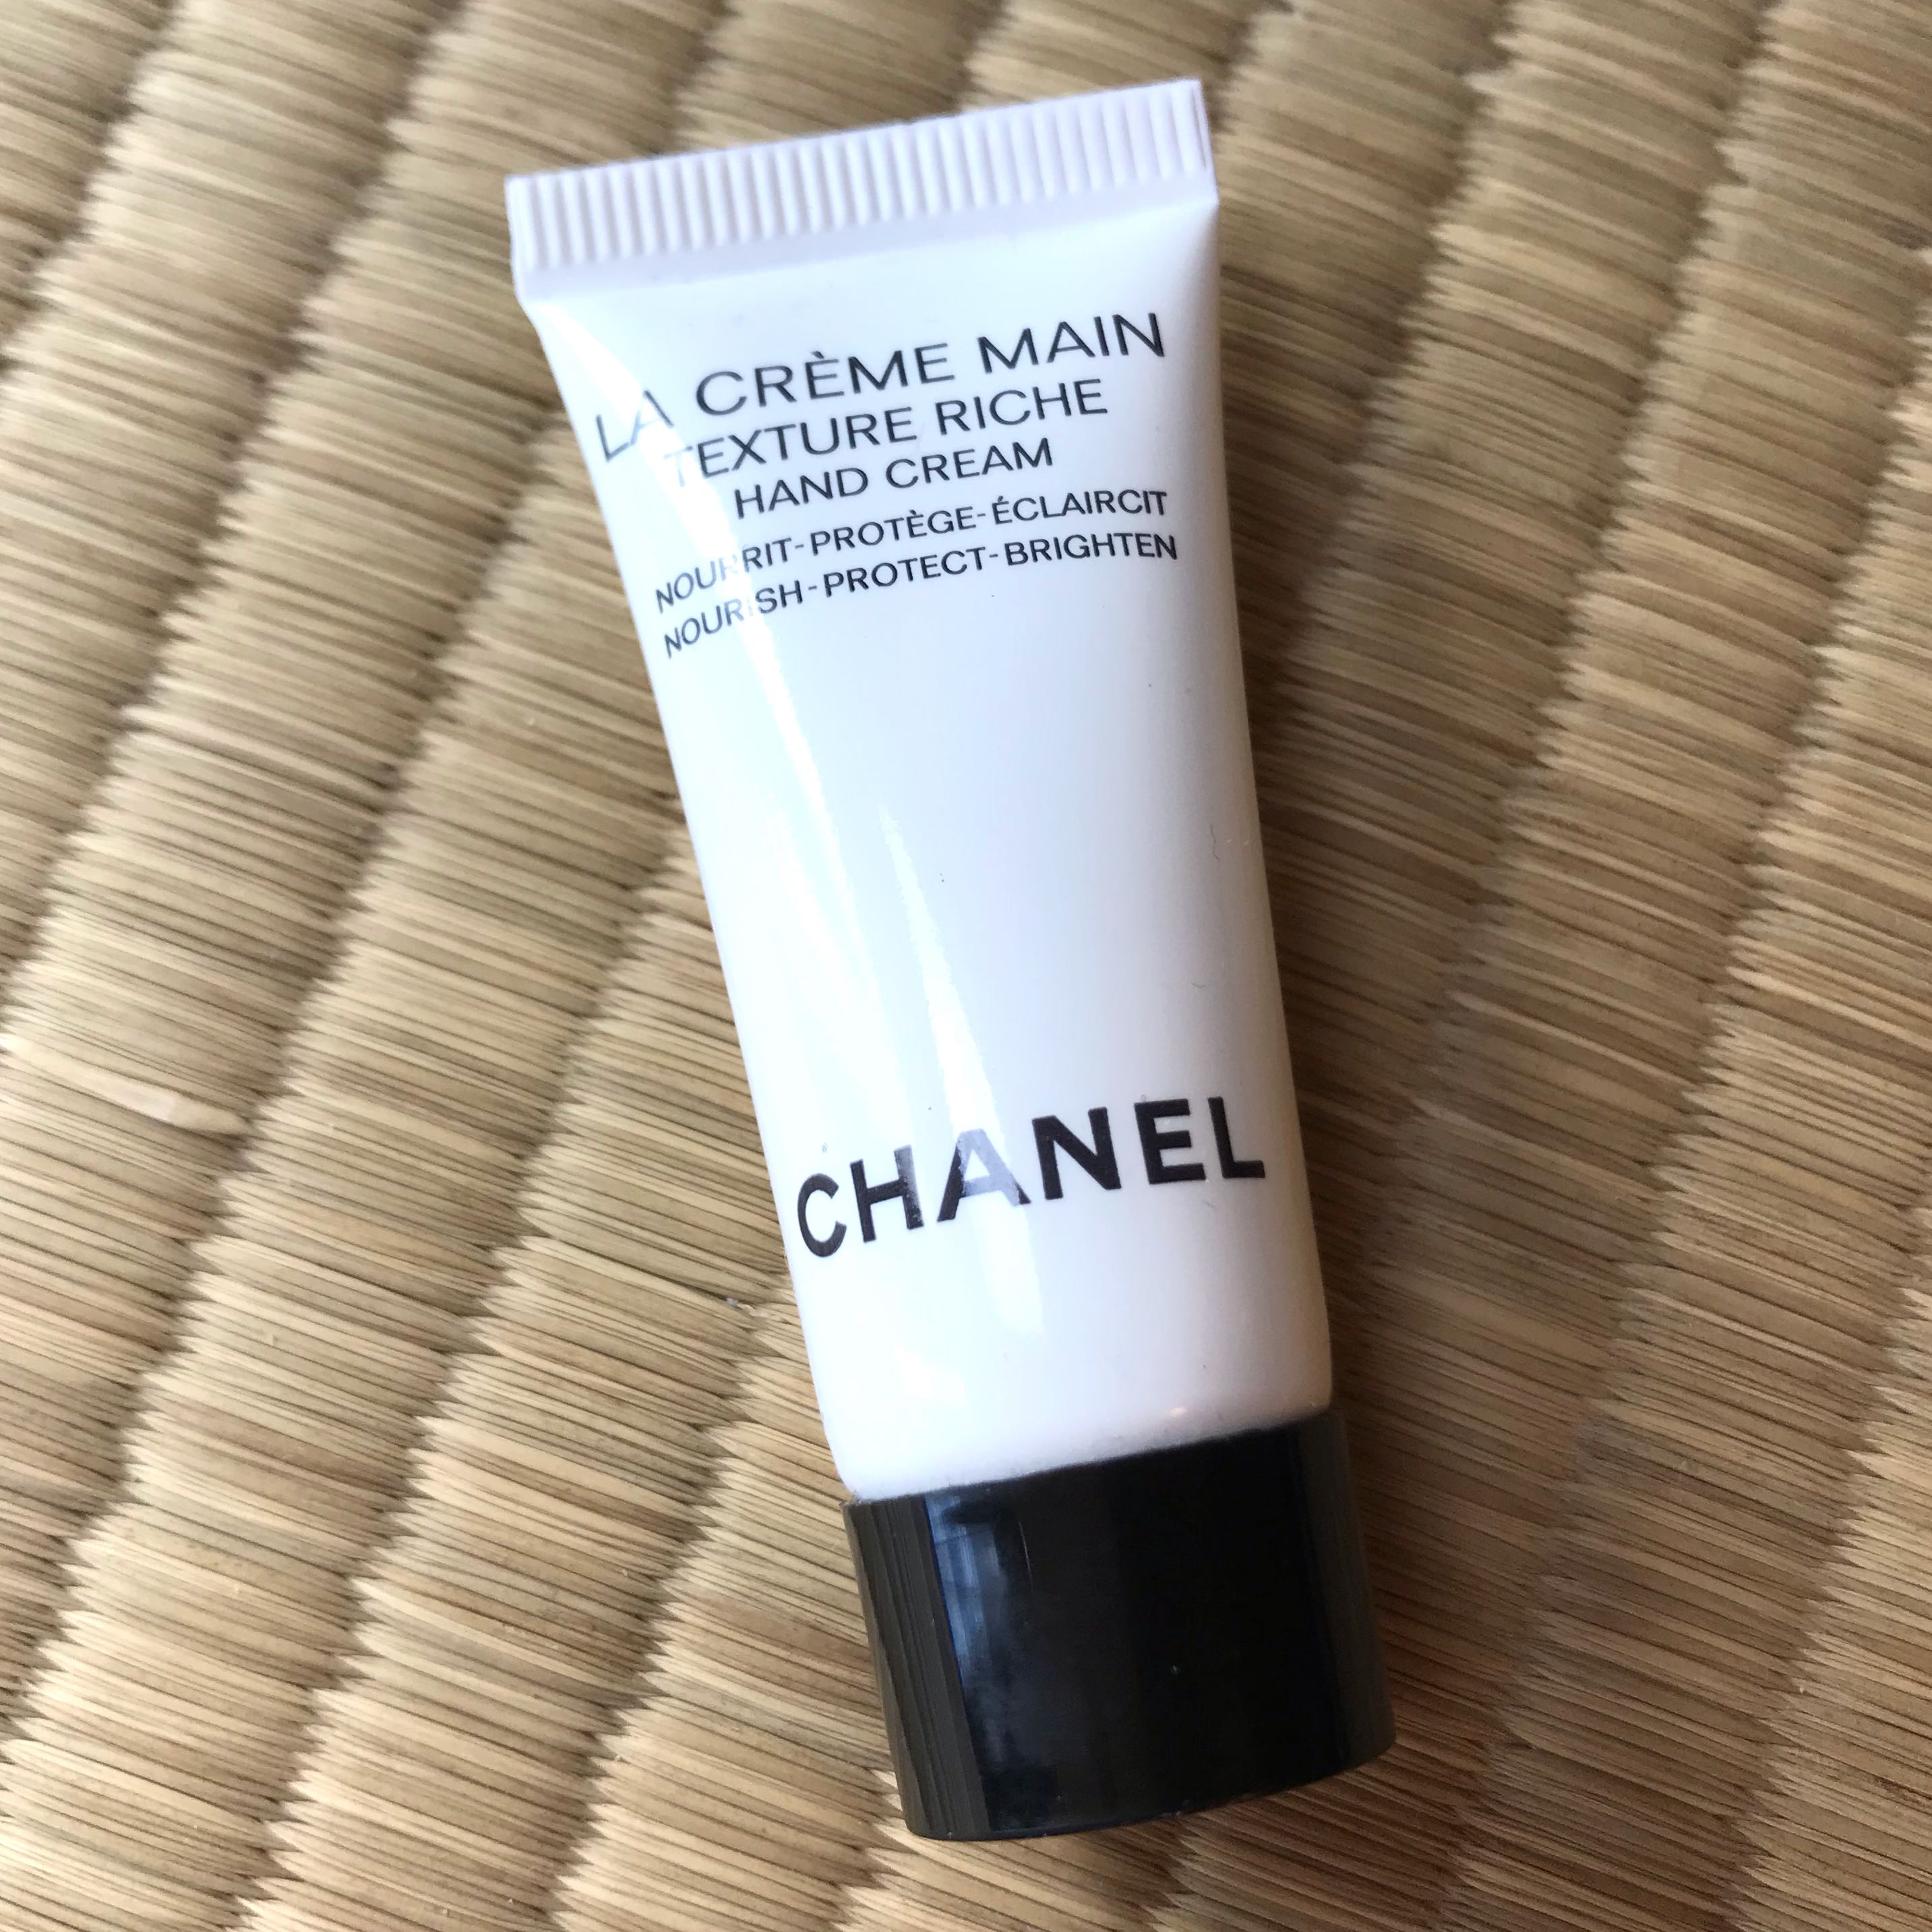 LA CRÈME MAIN
TEXTURE RICHE
HAND CREAM
NOURRIT-PROTÈGE-ÉCLAIRCIT
NOURISH-PROTECT-BRIGHTEN
CHANEL